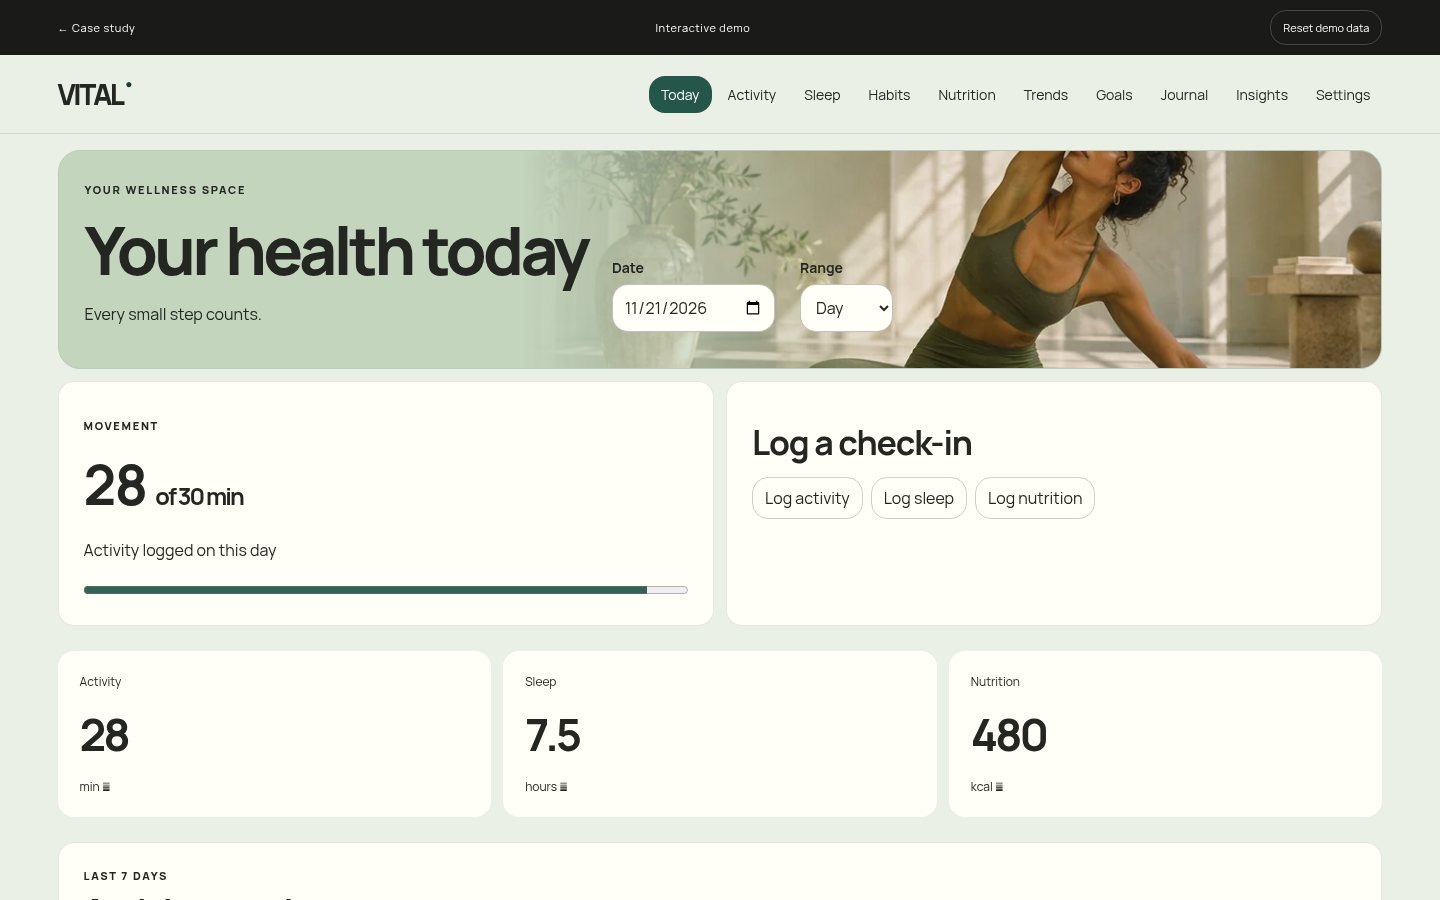 ← Case study
Interactive demo
Reset demo data
VITAL
Today
Activity
Sleep
Habits
Nutrition
Trends
Goals
Journal
Insights
Settings
YOUR WELLNESS SPACE
Your health today
Every small step counts.
Date
11/21/2026
Range
Day
MOVEMENT
28 of 30 min
Activity logged on this day
Log a check-in
Log activity
Log sleep
Log nutrition
Activity
28
min
Sleep
7.5
hours
Nutrition
480
kcal
LAST 7 DAYS